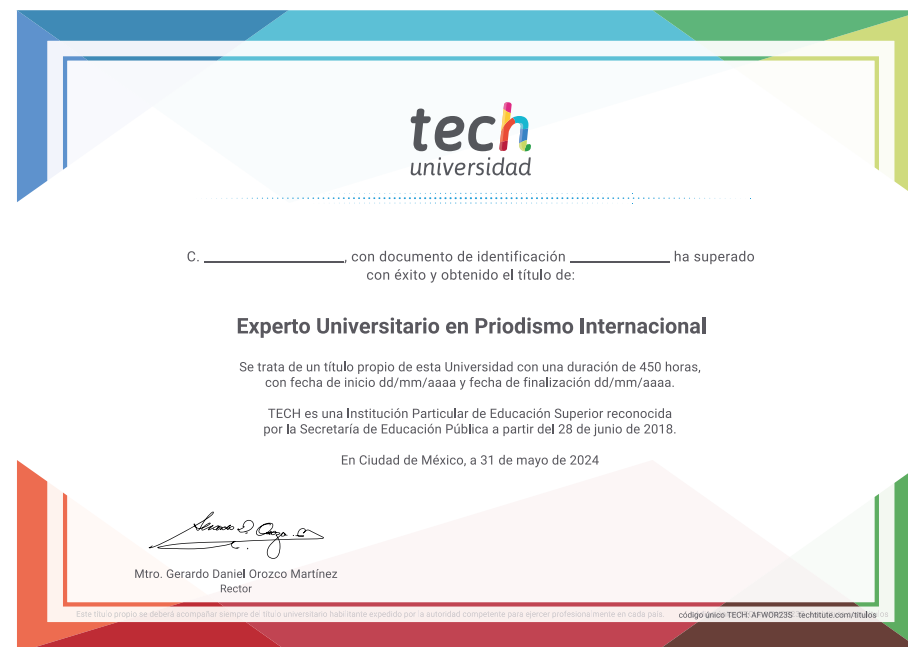 tech
universidad
C. ____________, con documento de identificación ____________ ha superado
con éxito y obtenido el título de:
Experto Universitario en Priodismo Internacional
Se trata de un título propio de esta Universidad con una duración de 450 horas,
con fecha de inicio dd/mm/aaaa y fecha de finalización dd/mm/aaaa.
TECH es una Institución Particular de Educación Superior reconocida
por la Secretaría de Educación Pública a partir del 28 de junio de 2018.
En Ciudad de México, a 31 de mayo de 2024
Mtro. Gerardo Daniel Orozco Martínez
Rector
Este título propio se deberá acompañar siempre del título universitario habilitante expedido por la autoridad competente para ejercer profesionalmente en cada país. código único TECH: AFWOR23S techtitute.com/titulos